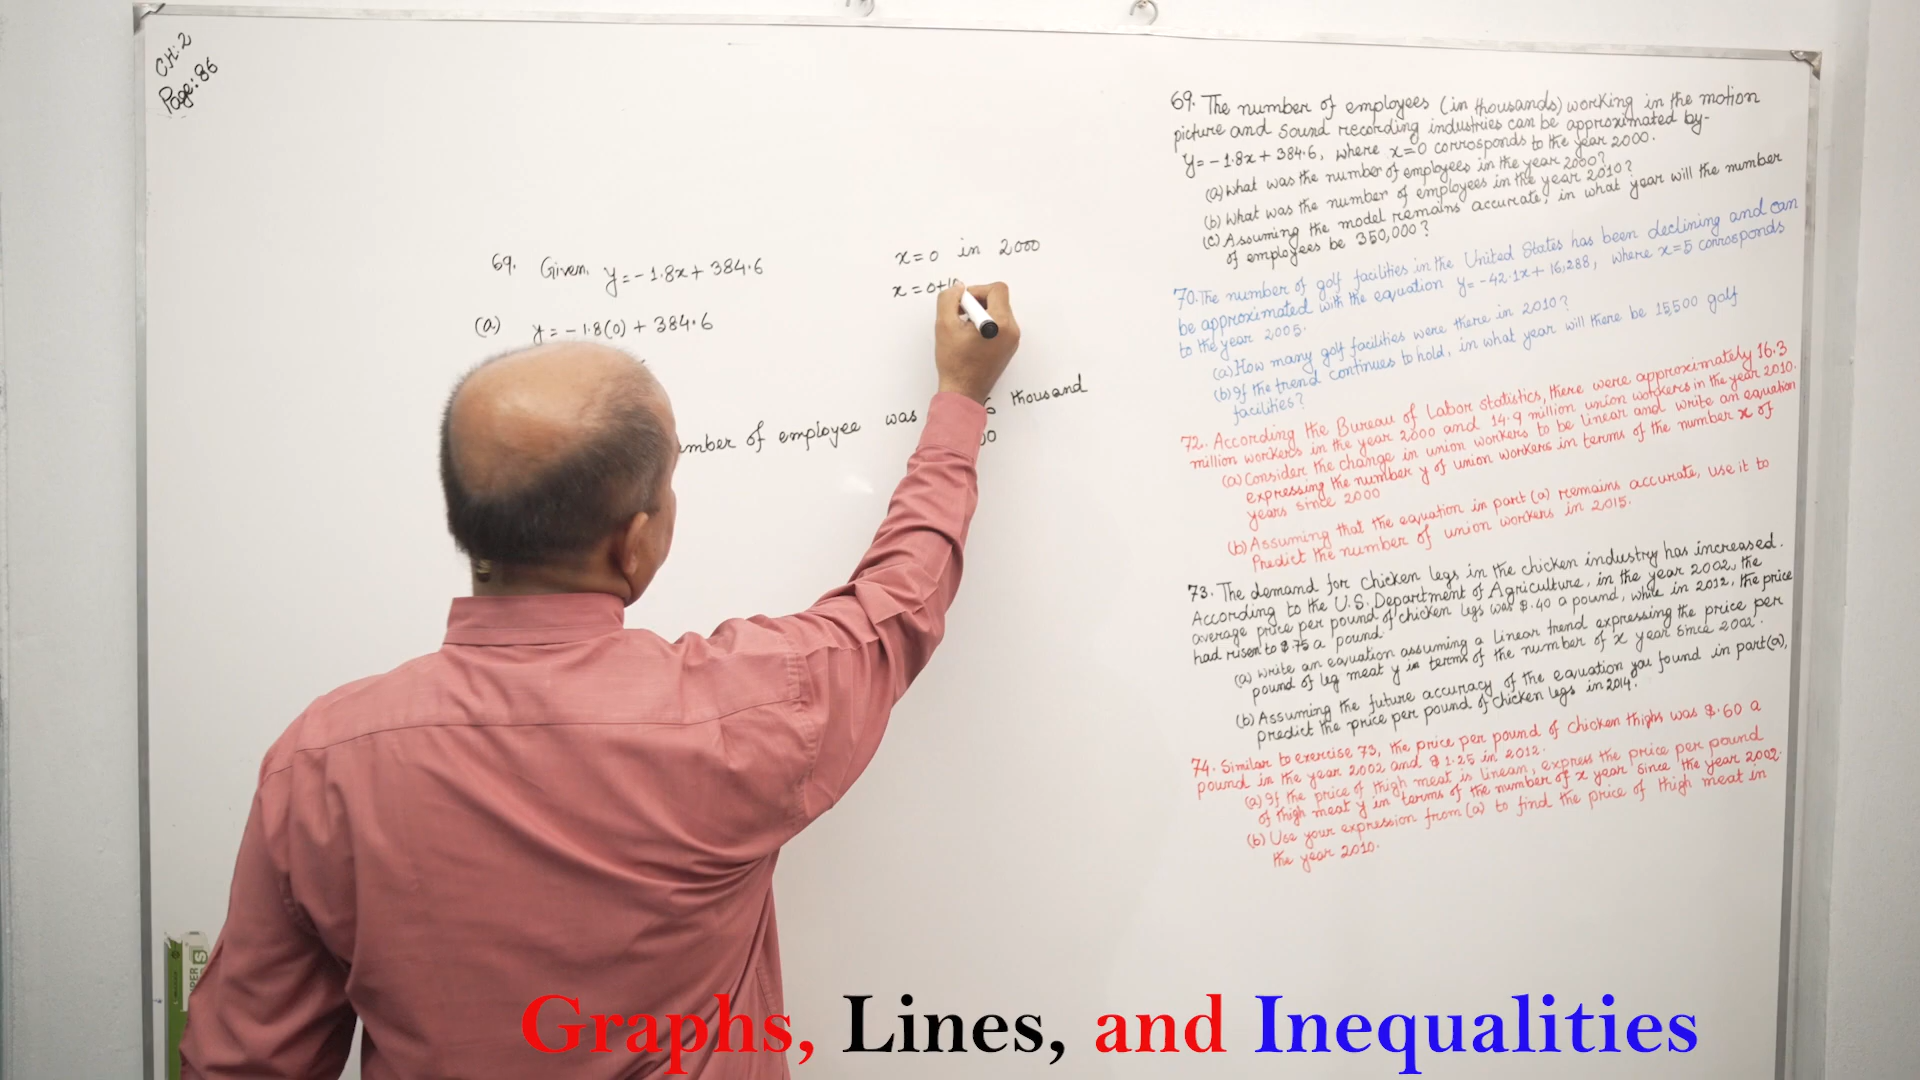 CH: 2
Page: 86
69. Given, y = -1.8x + 384.6
x = 0 in 2000
x = 0+10
(a) y = -1.8(0) + 384.6
employee was
thousand
of
69. The number of employees (in thousands) working in the motion
picture and sound recording industries can be approximated by-
y = -1.8x + 384.6, where x=0 corrosponds to the year 2000.
(a) What was the number of employees in the year 2000?
(b) What was the number of employees in the year 2010?
(c) Assuming the model remains accurate, in what year will the number
of employees be 350,000?
70. The number of golf facilities in the United States has been declining and can
be approximated with the equation y = -42.1x + 16,288, where x=5 corrosponds
to the year 2005.
(a) How many golf facilities were there in 2010?
(b) If the trend continues to hold, in what year will there be 15,500 golf
facilities?
72. According the Bureau of Labor statistics, there were approximately 16.3
million workers in the year 2000 and 14.9 million union workers in the year 2010.
(a) Consider the change in union workers to be linear and write an equation
expressing the number y of union workers in terms of the number x of
years since 2000
(b) Assuming that the equation in part (a) remains accurate, use it to
Predict the number of union workers in 2015.
73. The demand for chicken legs in the chicken industry has increased.
According to the U.S. Department of Agriculture, in the year 2002, the
average price per pound of chicken legs was $.40 a pound, while in 2012, the price
had risen to $.75 a pound.
(a) Write an equation assuming a linear trend expressing the price per
pound of leg meat y in terms of the number of x year since 2002.
(b) Assuming the future accuracy of the equation you found in part (a),
predict the price per pound of chicken legs in 2014.
74. Similar to exercise 73, the price per pound of chicken thighs was $.60 a
pound in the year 2002 and $1.25 in 2012.
(a) If the price of thigh meat is linear, express the price per pound
of thigh meat y in terms of the number of x year since the year 2002.
(b) Use your expression from (a) to find the price of thigh meat in
the year 2010.
Graphs, Lines, and Inequalities